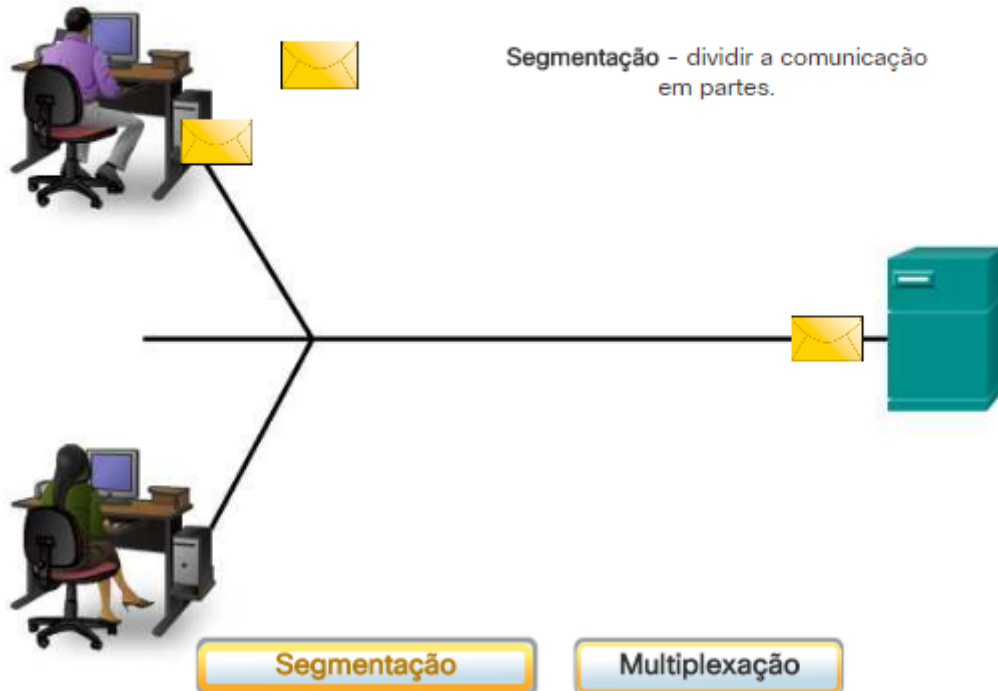 Segmentação - dividir a comunicação
em partes.
Segmentação
Multiplexação